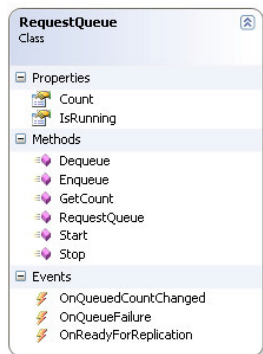 RequestQueue
Class
Properties
Count
IsRunning
Methods
Dequeue
Enqueue
GetCount
RequestQueue
Start
Stop
Events
OnQueuedCountChanged
OnQueueFailure
OnReadyForReplication